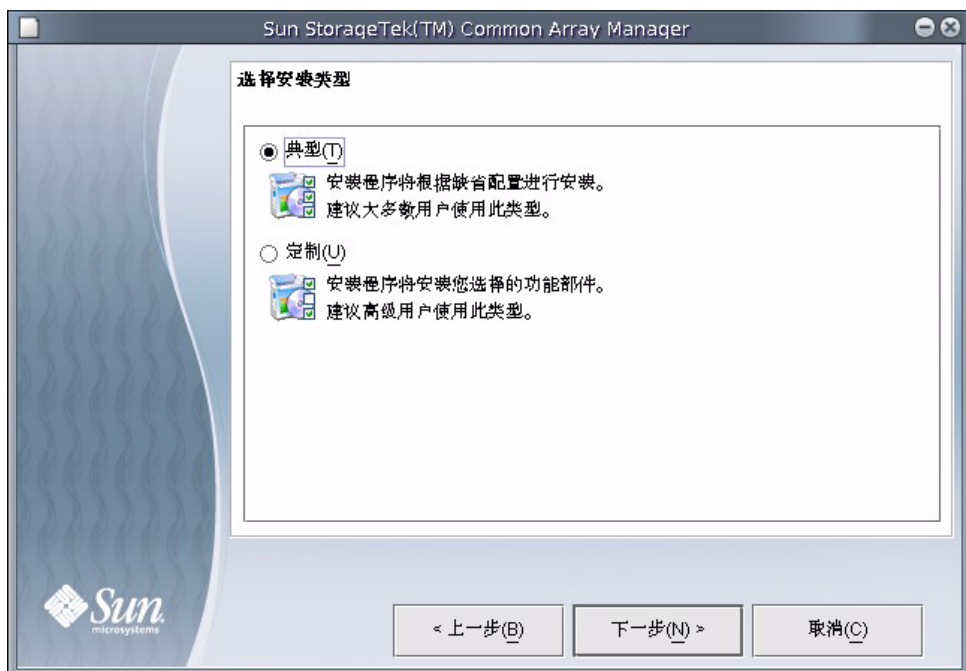 Sun StorageTek(TM) Common Array Manager
选择安装类型
典型(T)
安装程序将根据缺省配置进行安装。
建议大多数用户使用此类型。
定制(U)
安装程序将安装您选择的功能部件。
建议高级用户使用此类型。
Sun
microsystems
< 上一步(B)
下一步(N) >
取消(C)